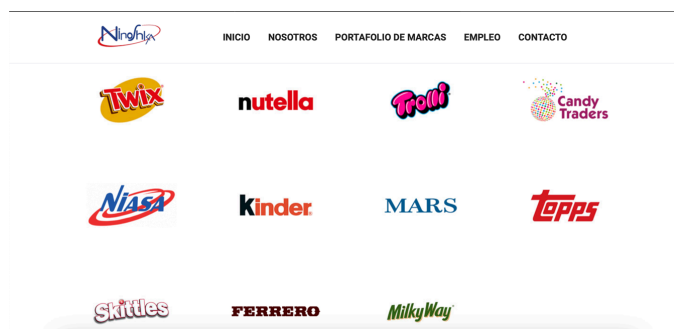 Ningshing
INICIO NOSOTROS PORTAFOLIO DE MARCAS EMPLEO CONTACTO
TWIX nutella Trolli Candy
Traders
NIASA Kinder MARS Topps
Skittles FERRERO MilkyWay